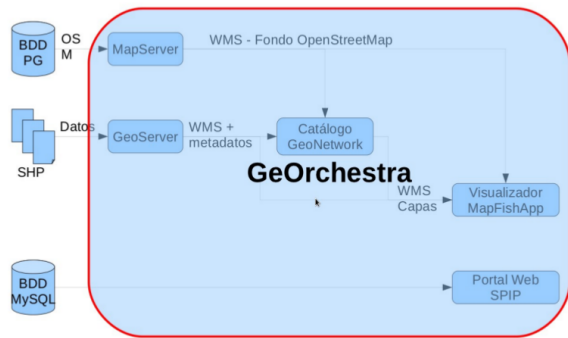 BDD
PG
OS
M
MapServer
WMS - Fondo OpenStreetMap
SHP
Datos
GeoServer
WMS +
metadatos
Catálogo
GeoNetwork
GeOrchestra
WMS
Capas
Visualizador
MapFishApp
BDD
MySQL
Portal Web
SPIP